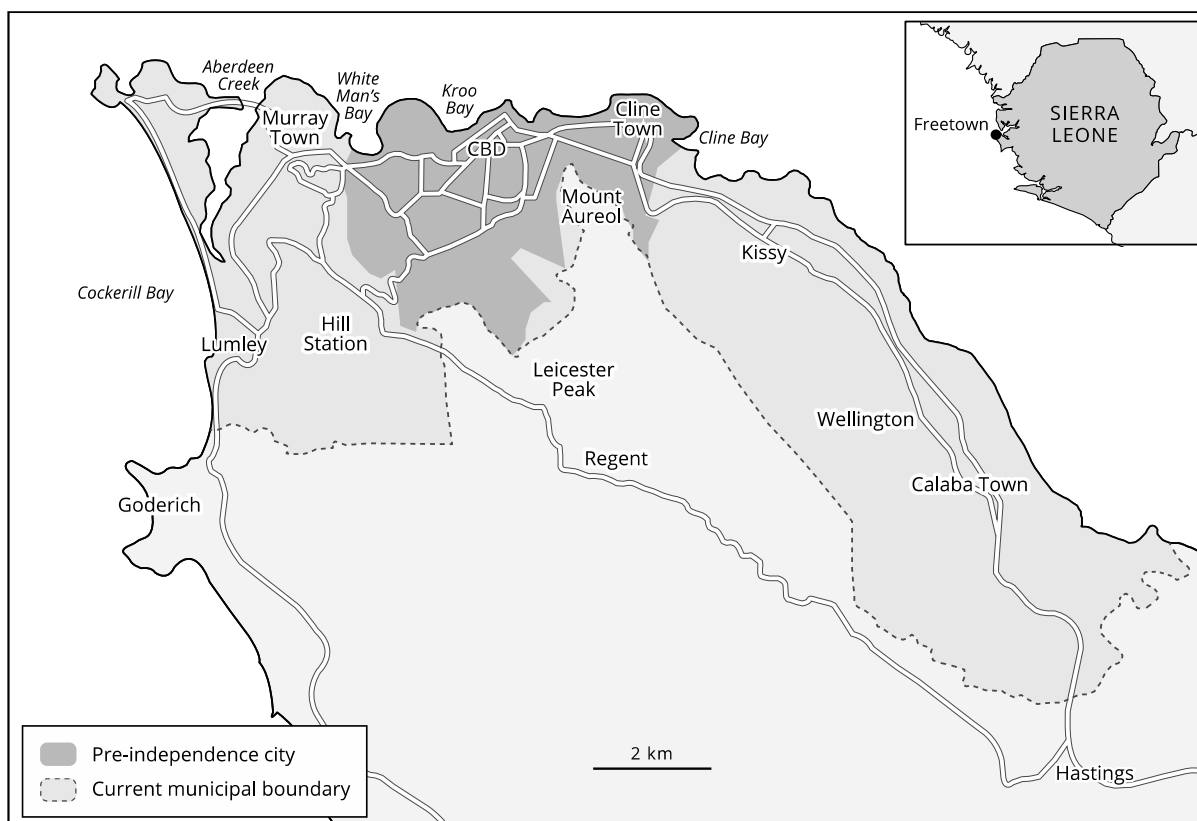 Aberdeen
Creek
White
Man's
Bay
Kroo
Bay
Murray
Town
CBD
Cline
Town
Cline Bay
Mount
Aureol
Kissy
Cockerill Bay
Lumley
Hill
Station
Leicester
Peak
Wellington
Regent
Calaba Town
Goderich
Hastings
Freetown
SIERRA
LEONE
Pre-independence city
Current municipal boundary
2 km